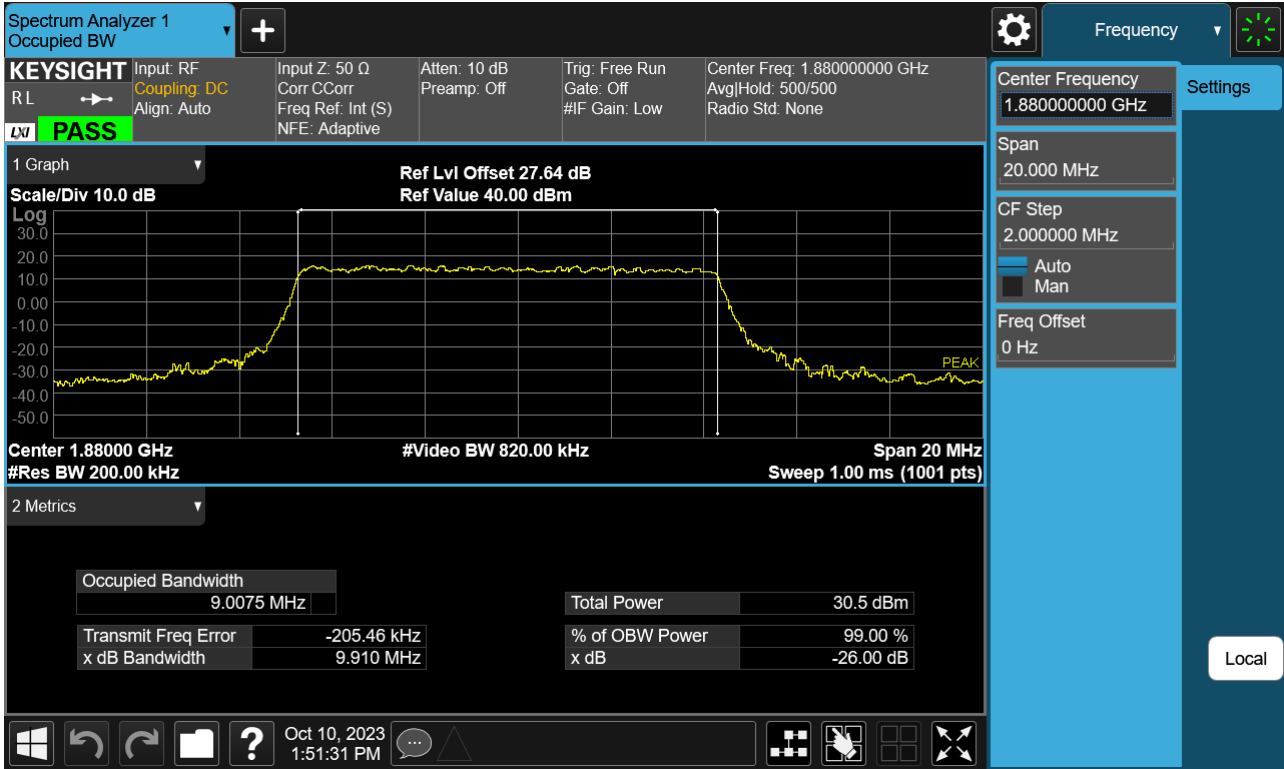 Spectrum Analyzer 1
Occupied BW
Frequency
KEYSIGHT
R L
LXI
PASS
Input: RF
Coupling: DC
Align: Auto
Input Z: 50 Ω
Corr CCorr
Freq Ref: Int (S)
NFE: Adaptive
Atten: 10 dB
Preamp: Off
Trig: Free Run
Gate: Off
#IF Gain: Low
Center Freq: 1.880000000 GHz
Avg|Hold: 500/500
Radio Std: None
1 Graph
Scale/Div 10.0 dB
Ref Lvl Offset 27.64 dB
Ref Value 40.00 dBm
Log
30.0
20.0
10.0
0.00
-10.0
-20.0
-30.0
-40.0
-50.0
PEAK
Center 1.88000 GHz
#Video BW 820.00 kHz
Span 20 MHz
#Res BW 200.00 kHz
Sweep 1.00 ms (1001 pts)
2 Metrics
Occupied Bandwidth
9.0075 MHz
Transmit Freq Error -205.46 kHz
x dB Bandwidth 9.910 MHz
Total Power 30.5 dBm
% of OBW Power 99.00 %
x dB -26.00 dB
Center Frequency
1.880000000 GHz
Span
20.000 MHz
CF Step
2.000000 MHz
Auto
Man
Freq Offset
0 Hz
Settings
Local
?
Oct 10, 2023
1:51:31 PM